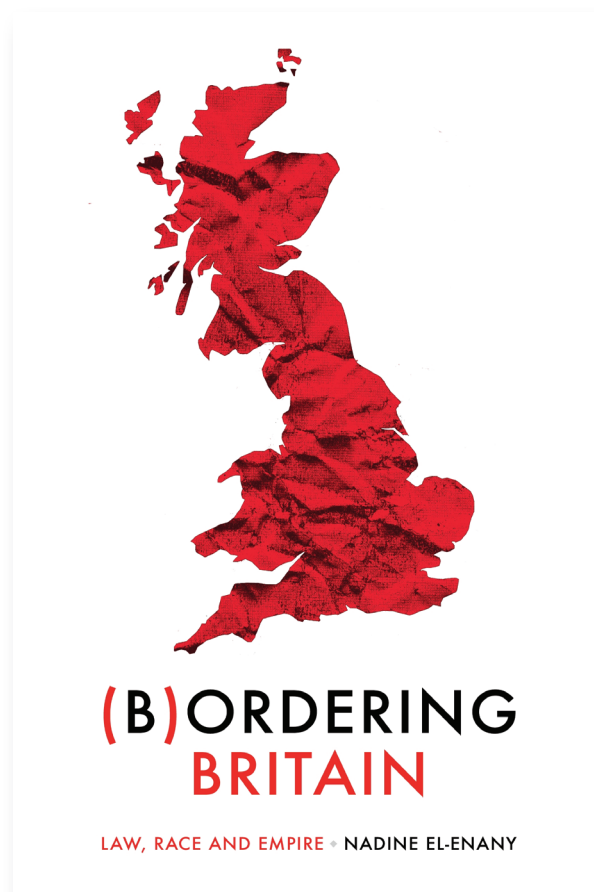 (B)ORDERING
BRITAIN
LAW, RACE AND EMPIRE ◆ NADINE EL-ENANY